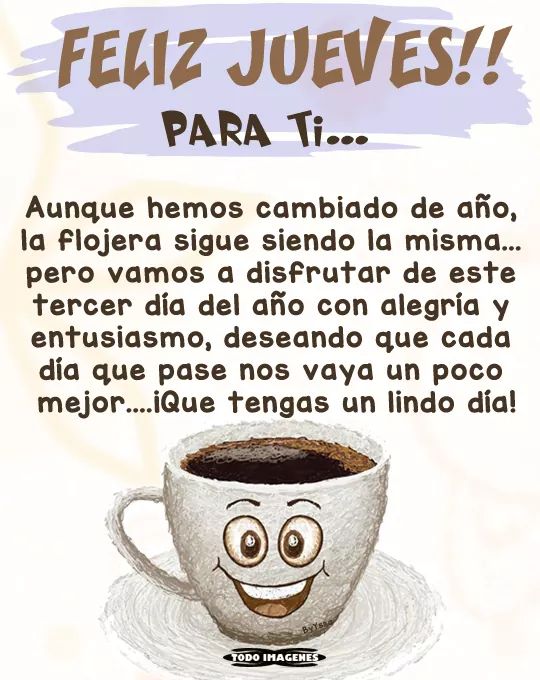 FELIZ JUEVES!!
PARA Ti...
Aunque hemos cambiado de año,
la flojera sigue siendo la misma...
pero vamos a disfrutar de este
tercer día del año con alegría y
entusiasmo, deseando que cada
día que pase nos vaya un poco
mejor....¡Que tengas un lindo día!
ByYssa
TODO IMAGENES